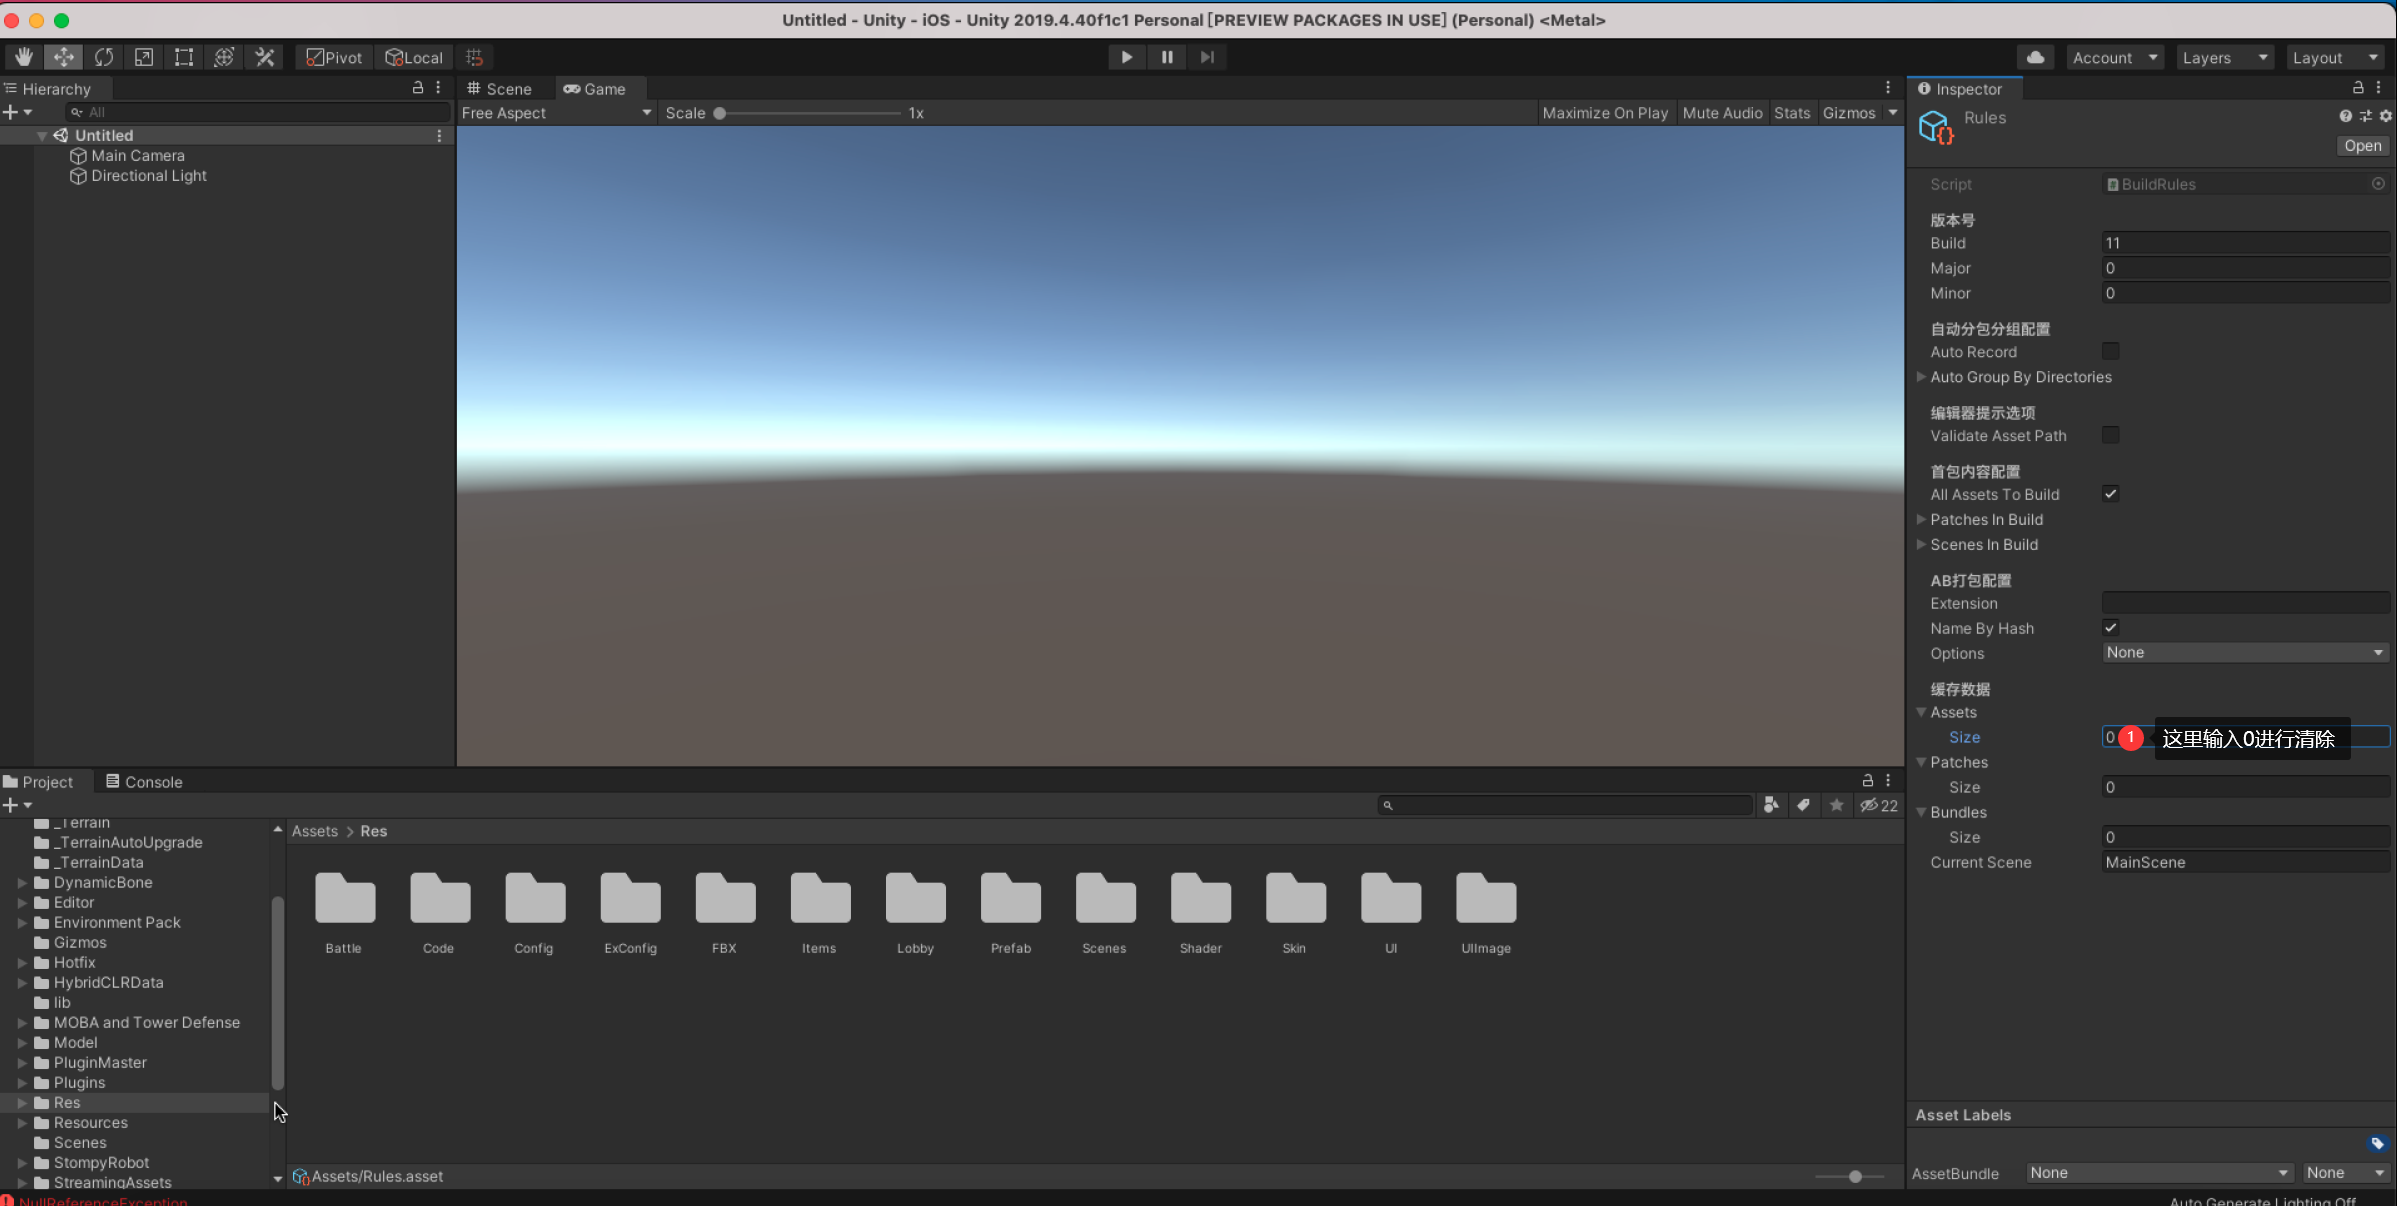 Untitled - Unity - iOS - Unity 2019.4.40f1c1 Personal [PREVIEW PACKAGES IN USE] (Personal) <Metal>
Pivot Local Account Layers Layout
Hierarchy
All
Untitled
Main Camera
Directional Light
Scene Game
Free Aspect Scale 1x Maximize On Play Mute Audio Stats Gizmos
Inspector
Rules
Open
Script BuildRules
版本号
Build 11
Major 0
Minor 0
自动分包分组配置
Auto Record
Auto Group By Directories
编辑器提示选项
Validate Asset Path
首包内容配置
All Assets To Build
Patches In Build
Scenes In Build
AB打包配置
Extension
Name By Hash
Options None
缓存数据
Assets
Size 0 1 这里输入0进行清除
Patches
Size 0
Bundles
Size 0
Current Scene MainScene
Project Console
22
_Terrain
_TerrainAutoUpgrade
_TerrainData
DynamicBone
Editor
Environment Pack
Gizmos
Hotfix
HybridCLRData
lib
MOBA and Tower Defense
Model
PluginMaster
Plugins
Res
Resources
Scenes
StompyRobot
StreamingAssets
Assets > Res
Battle Code Config ExConfig FBX Items Lobby Prefab Scenes Shader Skin UI UIImage
Assets/Rules.asset
Asset Labels
AssetBundle None None
NullReferenceException
Auto Generate Lighting Off